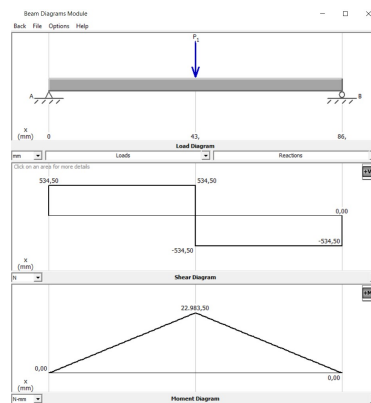 Beam Diagrams Module
Back File Options Help
P1
A B
x
(mm) 0 43, 86,
Load Diagram
mm Loads Reactions
Click on an area for more details
534,50 534,50
0,00
-534,50 -534,50
x
(mm)
N Shear Diagram
22.983,50
0,00 0,00
x
(mm)
N-mm Moment Diagram